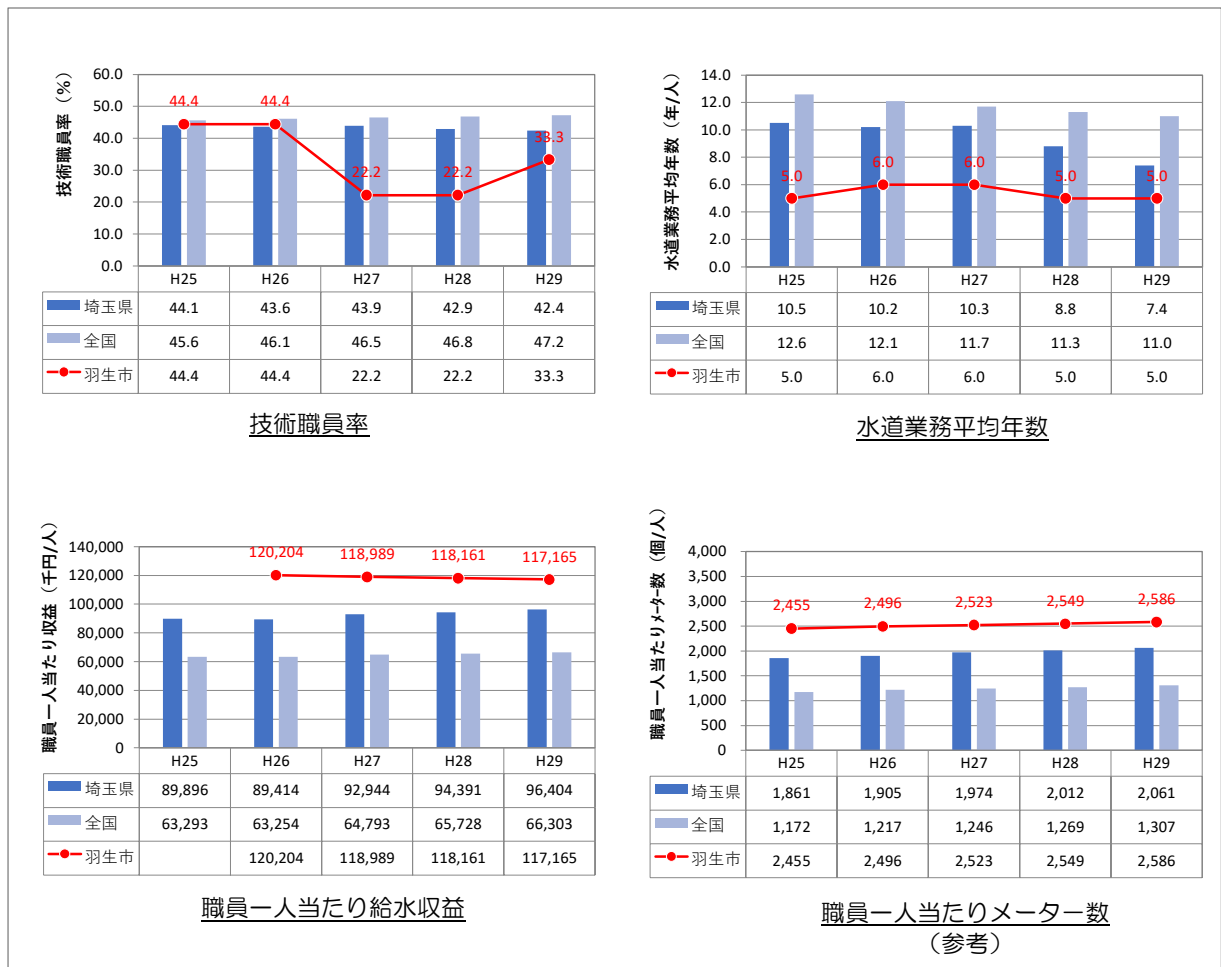 技術職員率（%）
60.0
50.0
40.0
30.0
20.0
10.0
0.0
44.4
44.4
22.2
22.2
33.3
H25 H26 H27 H28 H29
埼玉県 44.1 43.6 43.9 42.9 42.4
全国 45.6 46.1 46.5 46.8 47.2
羽生市 44.4 44.4 22.2 22.2 33.3
技術職員率
水道業務平均年数（年/人）
14.0
12.0
10.0
8.0
6.0
4.0
2.0
0.0
5.0
6.0
6.0
5.0
5.0
H25 H26 H27 H28 H29
埼玉県 10.5 10.2 10.3 8.8 7.4
全国 12.6 12.1 11.7 11.3 11.0
羽生市 5.0 6.0 6.0 5.0 5.0
水道業務平均年数
職員一人当たり収益（千円/人）
140,000
120,000
100,000
80,000
60,000
40,000
20,000
0
120,204
118,989
118,161
117,165
H25 H26 H27 H28 H29
埼玉県 89,896 89,414 92,944 94,391 96,404
全国 63,293 63,254 64,793 65,728 66,303
羽生市 120,204 118,989 118,161 117,165
職員一人当たり給水収益
職員一人当たりメーター数（個/人）
4,000
3,500
3,000
2,500
2,000
1,500
1,000
500
0
2,455
2,496
2,523
2,549
2,586
H25 H26 H27 H28 H29
埼玉県 1,861 1,905 1,974 2,012 2,061
全国 1,172 1,217 1,246 1,269 1,307
羽生市 2,455 2,496 2,523 2,549 2,586
職員一人当たりメーター数
（参考）